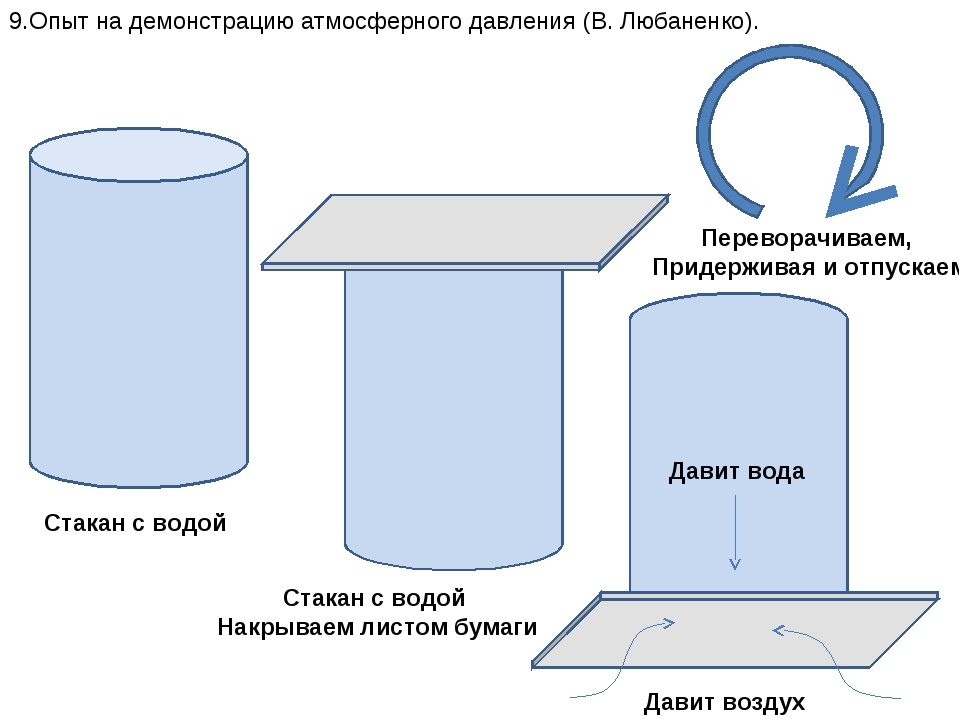 9.Опыт на демонстрацию атмосферного давления (В. Любаненко).
Переворачиваем,
Придерживая и отпускаем
Давит вода
Стакан с водой
Стакан с водой
Накрываем листом бумаги
Давит воздух